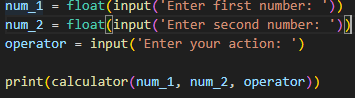 num_1 = float(input('Enter first number: '))
num_2 = float(input('Enter second number: '))
operator = input('Enter your action: ')
print(calculator(num_1, num_2, operator))